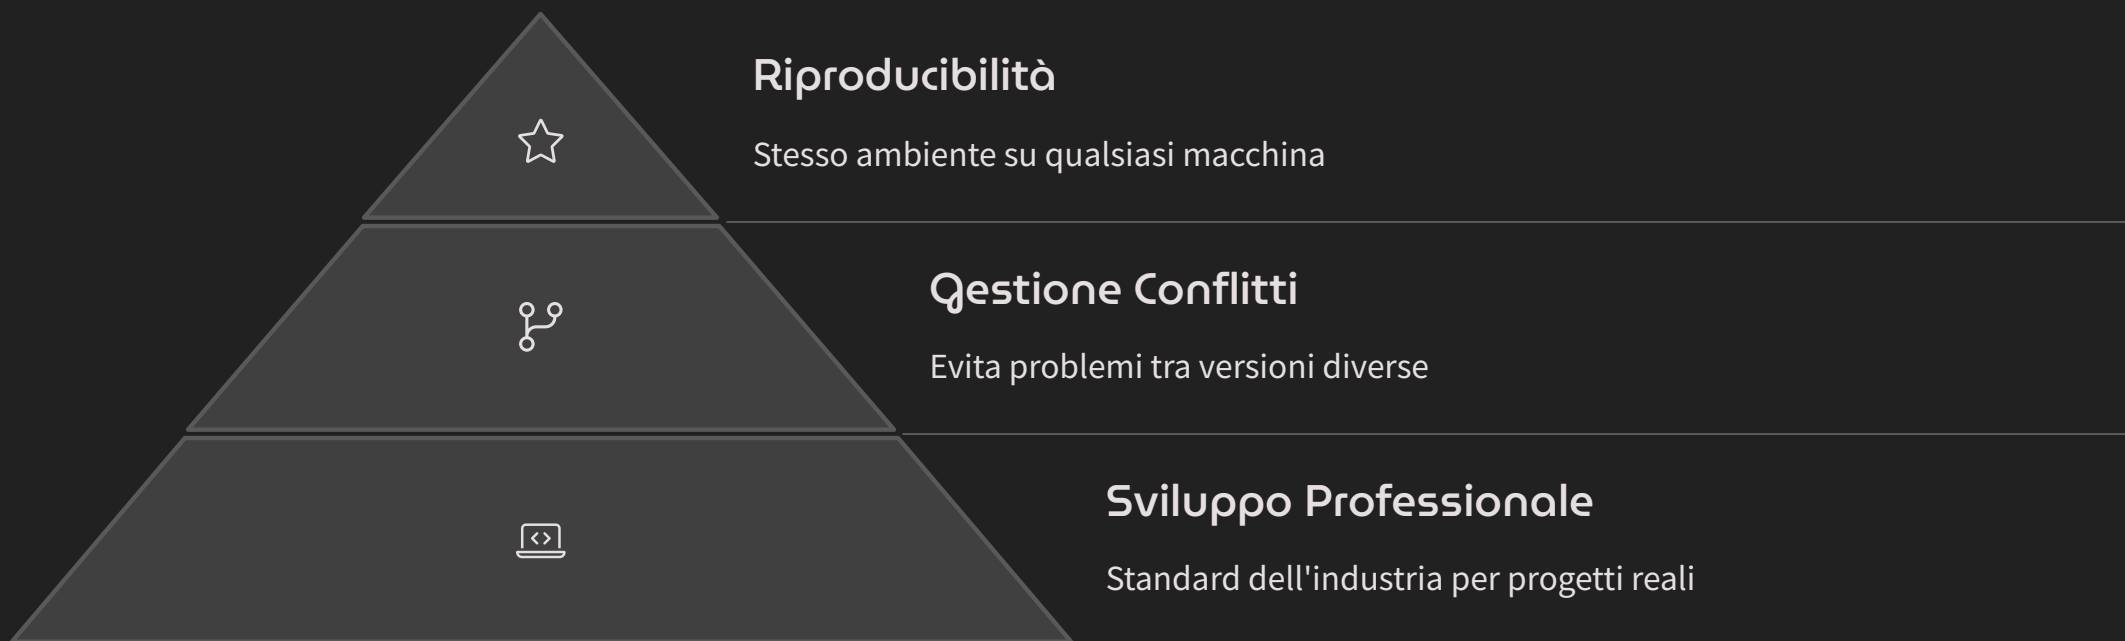 Riproducibilità
Stesso ambiente su qualsiasi macchina
Gestione Conflitti
Evita problemi tra versioni diverse
Sviluppo Professionale
Standard dell'industria per progetti reali